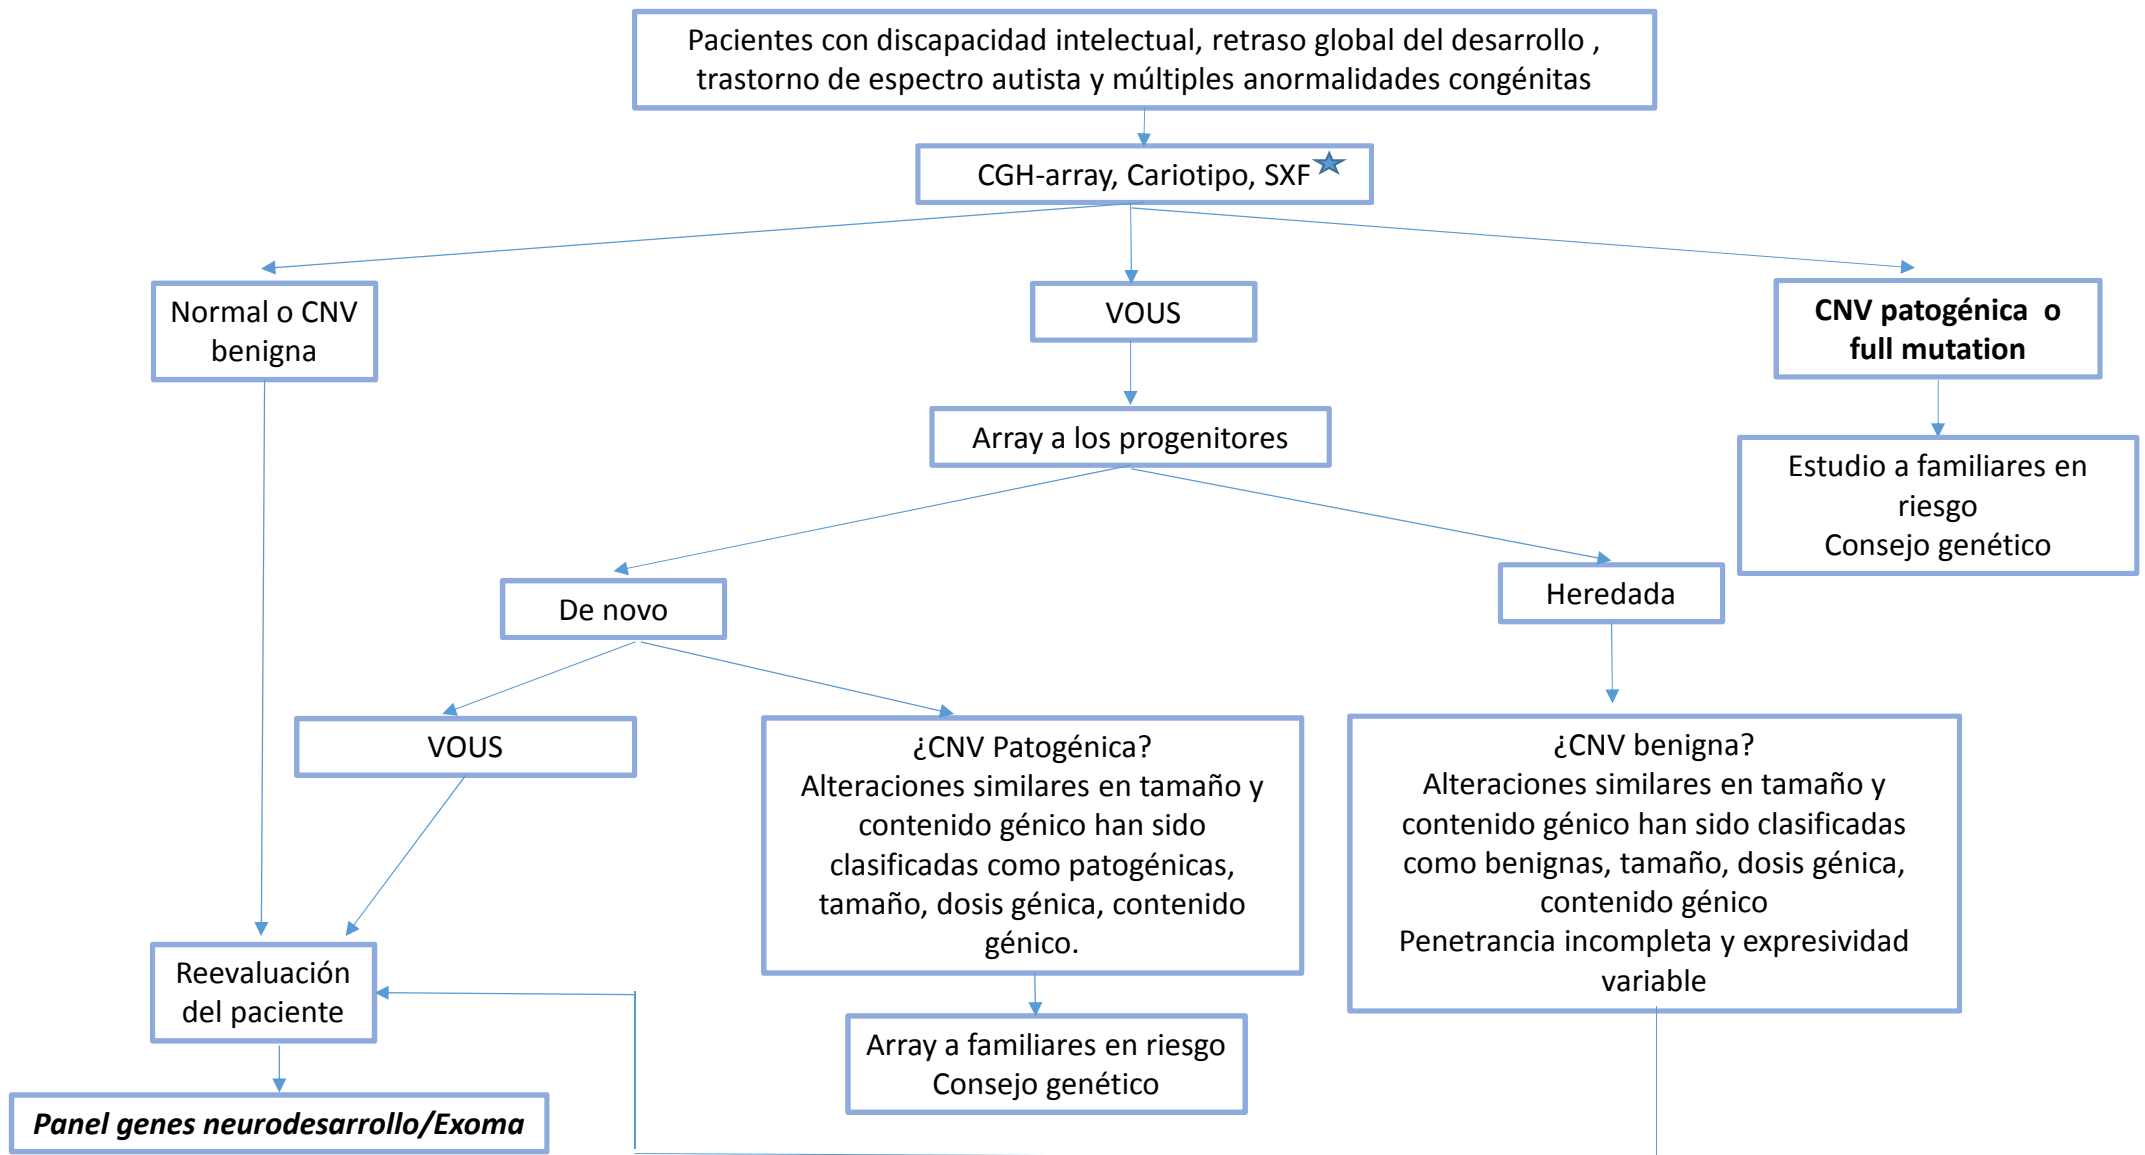 Pacientes con discapacidad intelectual, retraso global del desarrollo ,
trastorno de espectro autista y múltiples anormalidades congénitas
CGH-array, Cariotipo, SXF
Normal o CNV
benigna
VOUS
CNV patogénica o
full mutation
Array a los progenitores
Estudio a familiares en
riesgo
Consejo genético
De novo
Heredada
VOUS
¿CNV Patogénica?
Alteraciones similares en tamaño y
contenido génico han sido
clasificadas como patogénicas,
tamaño, dosis génica, contenido
génico.
¿CNV benigna?
Alteraciones similares en tamaño y
contenido génico han sido clasificadas
como benignas, tamaño, dosis génica,
contenido génico
Penetrancia incompleta y expresividad
variable
Reevaluación
del paciente
Array a familiares en riesgo
Consejo genético
Panel genes neurodesarrollo/Exoma